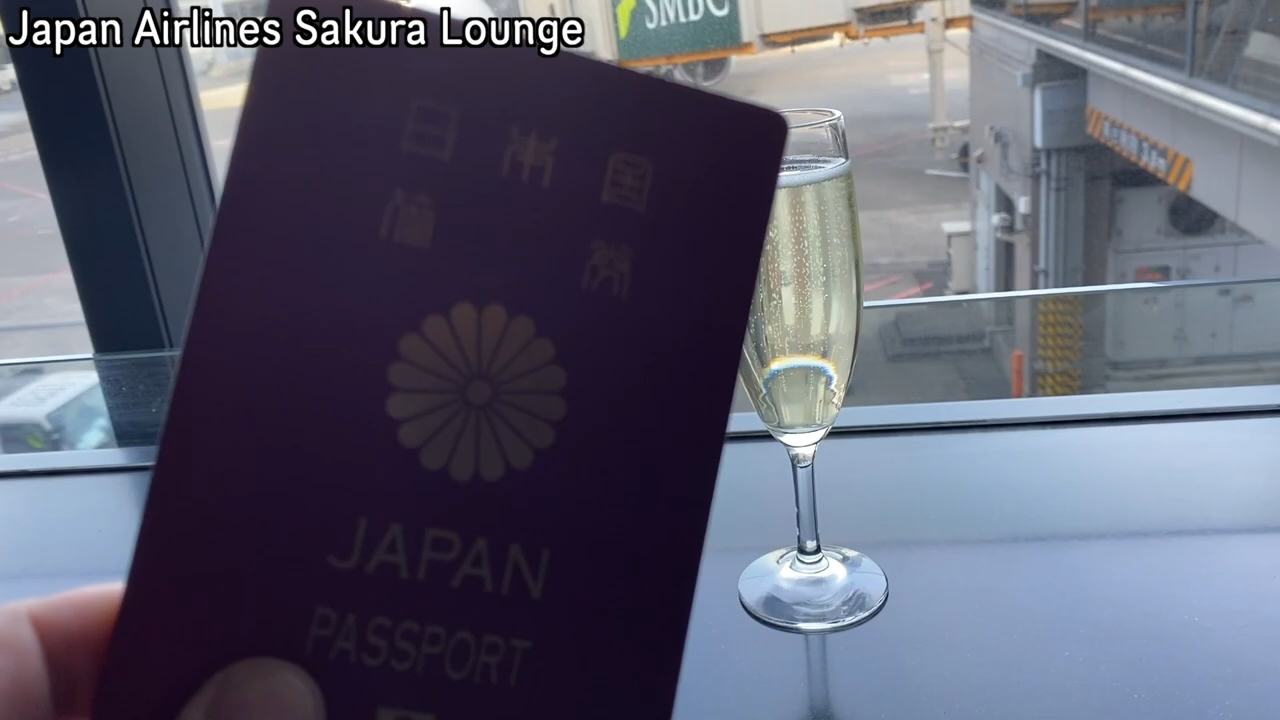 Japan Airlines Sakura Lounge
SMBC
日本国
旅券
JAPAN
PASSPORT